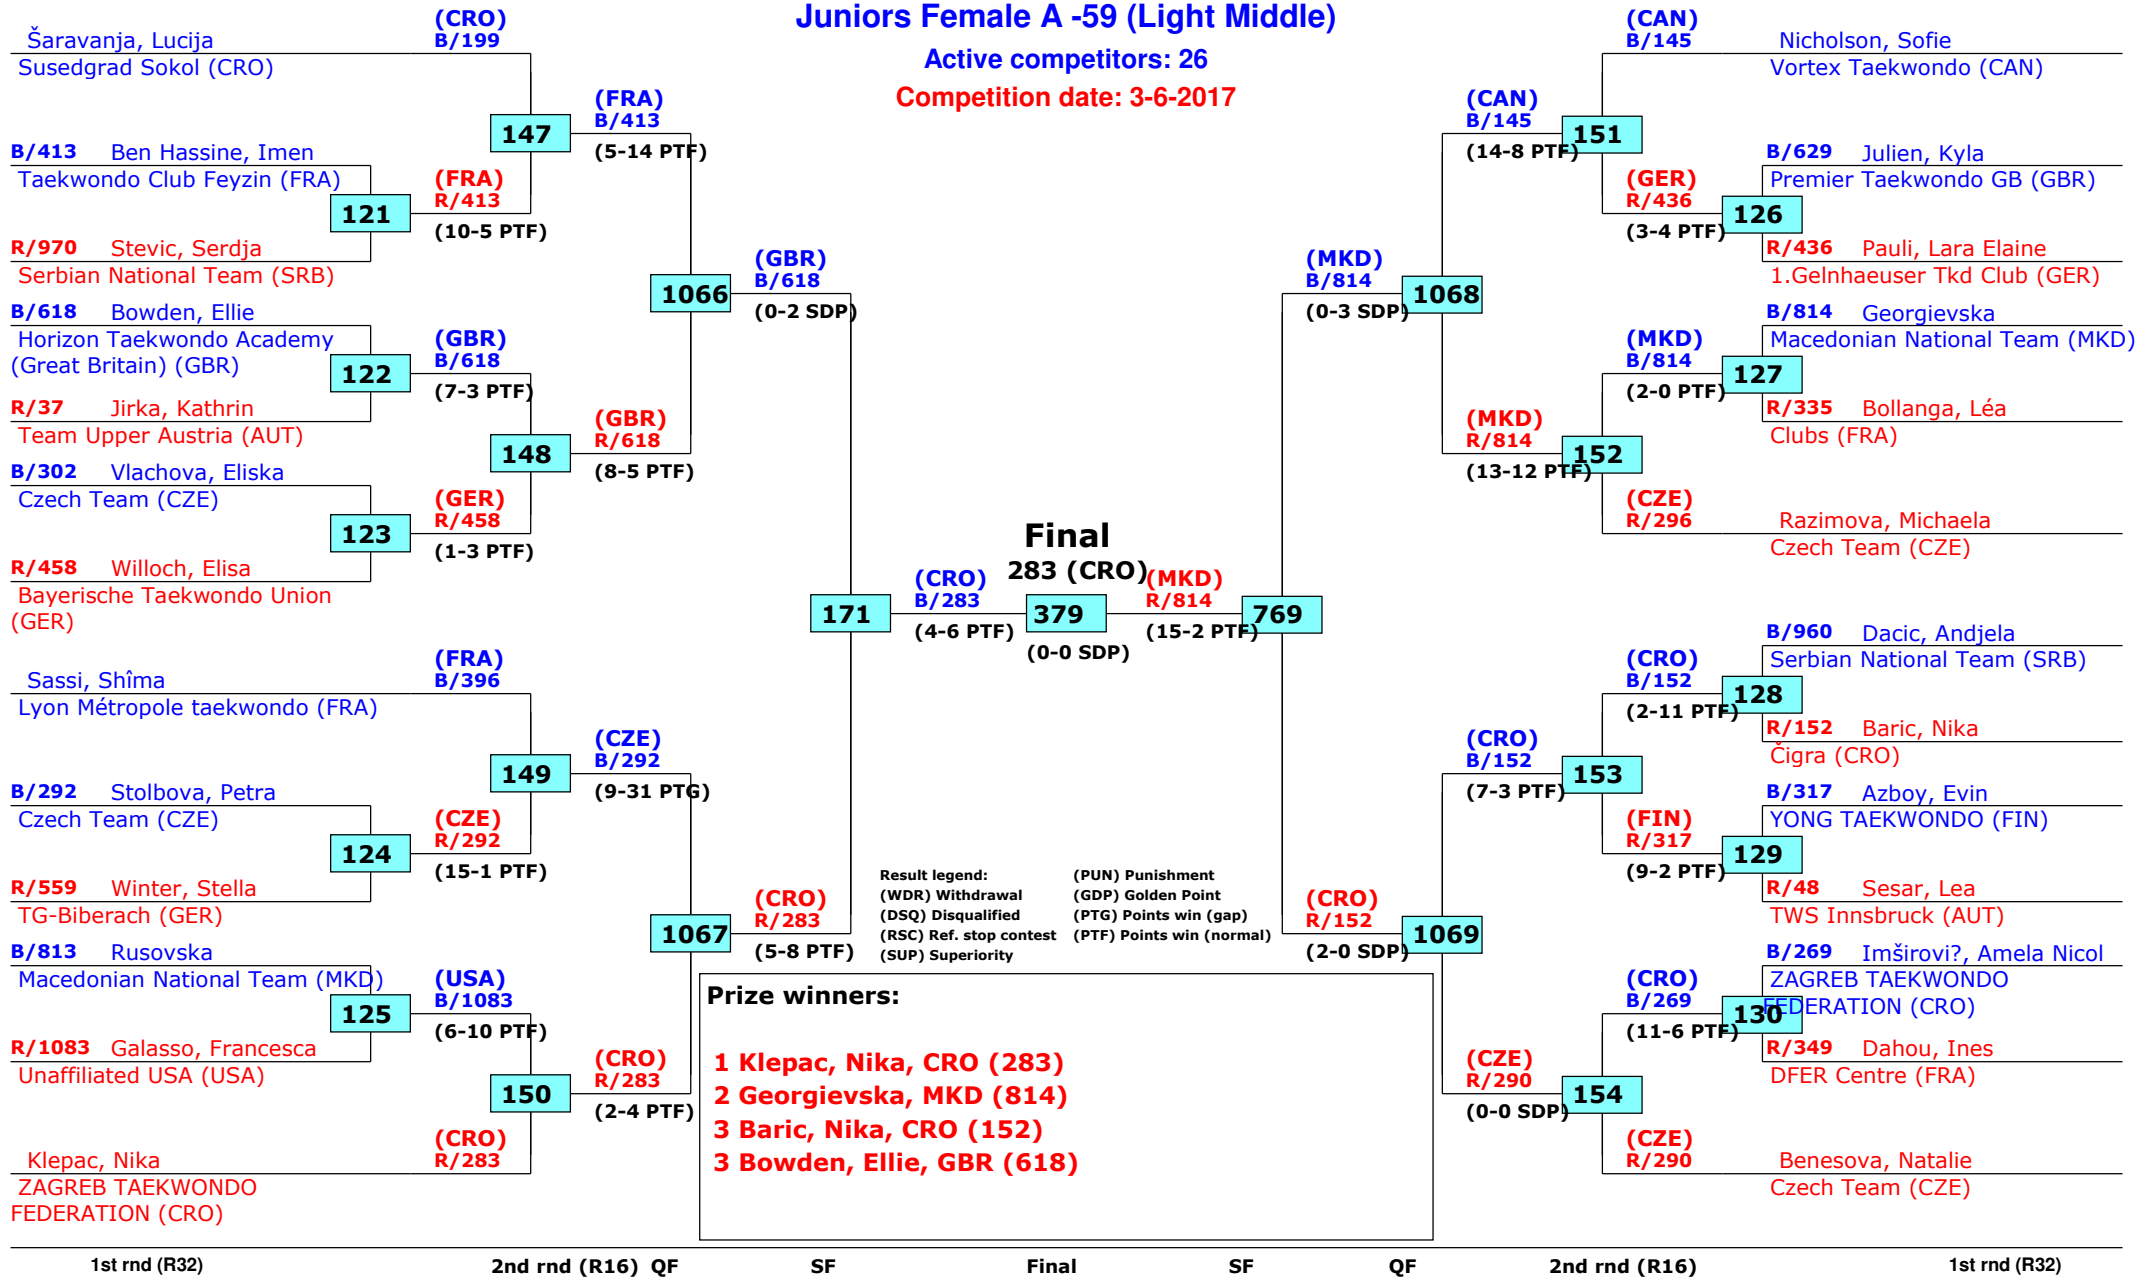 Juniors Female A -59 (Light Middle)
Active competitors: 26
Competition date: 3-6-2017
Šaravanja, Lucija
Susedgrad Sokol (CRO)
(CRO)
B/199
B/413 Ben Hassine, Imen
Taekwondo Club Feyzin (FRA)
R/970 Stevic, Serdja
Serbian National Team (SRB)
121
(FRA)
R/413
(10-5 PTF)
147
(FRA)
B/413
(5-14 PTF)
B/618 Bowden, Ellie
Horizon Taekwondo Academy
(Great Britain) (GBR)
R/37 Jirka, Kathrin
Team Upper Austria (AUT)
122
(GBR)
B/618
(7-3 PTF)
B/302 Vlachova, Eliska
Czech Team (CZE)
R/458 Willoch, Elisa
Bayerische Taekwondo Union
(GER)
123
(GER)
R/458
(1-3 PTF)
148
(GBR)
R/618
(8-5 PTF)
1066
(GBR)
B/618
(0-2 SDP)
Sassi, Shîma
Lyon Métropole taekwondo (FRA)
(FRA)
B/396
B/292 Stolbova, Petra
Czech Team (CZE)
R/559 Winter, Stella
TG-Biberach (GER)
124
(CZE)
R/292
(15-1 PTF)
149
(CZE)
B/292
(9-31 PTG)
B/813 Rusovska
Macedonian National Team (MKD)
R/1083 Galasso, Francesca
Unaffiliated USA (USA)
125
(USA)
B/1083
(6-10 PTF)
Klepac, Nika
ZAGREB TAEKWONDO
FEDERATION (CRO)
(CRO)
R/283
150
(CRO)
R/283
(2-4 PTF)
1067
(CRO)
R/283
(5-8 PTF)
171
(CRO)
B/283
(4-6 PTF)
Final
283 (CRO)
379
(0-0 SDP)
(MKD)
R/814
(15-2 PTF)
769
(MKD)
B/814
(0-3 SDP)
1068
(CAN)
B/145
(14-8 PTF)
151
(CAN)
B/145
Nicholson, Sofie
Vortex Taekwondo (CAN)
(GER)
R/436
(3-4 PTF)
126
B/629 Julien, Kyla
Premier Taekwondo GB (GBR)
R/436 Pauli, Lara Elaine
1.Gelnhaeuser Tkd Club (GER)
(MKD)
R/814
(13-12 PTF)
152
(MKD)
B/814
(2-0 PTF)
127
B/814 Georgievska
Macedonian National Team (MKD)
R/335 Bollanga, Léa
Clubs (FRA)
(CZE)
R/296
Razimova, Michaela
Czech Team (CZE)
(CRO)
R/152
(2-0 SDP)
1069
(CRO)
B/152
(7-3 PTF)
153
(CRO)
B/152
(2-11 PTF)
128
B/960 Dacic, Andjela
Serbian National Team (SRB)
R/152 Baric, Nika
Čigra (CRO)
(FIN)
R/317
(9-2 PTF)
129
B/317 Azboy, Evin
YONG TAEKWONDO (FIN)
R/48 Sesar, Lea
TWS Innsbruck (AUT)
(CZE)
R/290
(0-0 SDP)
154
(CRO)
B/269
(11-6 PTF)
130
B/269 Imširovi?, Amela Nicol
ZAGREB TAEKWONDO
FEDERATION (CRO)
R/349 Dahou, Ines
DFER Centre (FRA)
(CZE)
R/290
Benesova, Natalie
Czech Team (CZE)
Result legend:
(WDR) Withdrawal
(DSQ) Disqualified
(RSC) Ref. stop contest
(SUP) Superiority
(PUN) Punishment
(GDP) Golden Point
(PTG) Points win (gap)
(PTF) Points win (normal)
Prize winners:
1 Klepac, Nika, CRO (283)
2 Georgievska, MKD (814)
3 Baric, Nika, CRO (152)
3 Bowden, Ellie, GBR (618)
1st rnd (R32) 2nd rnd (R16) QF SF Final SF QF 2nd rnd (R16) 1st rnd (R32)